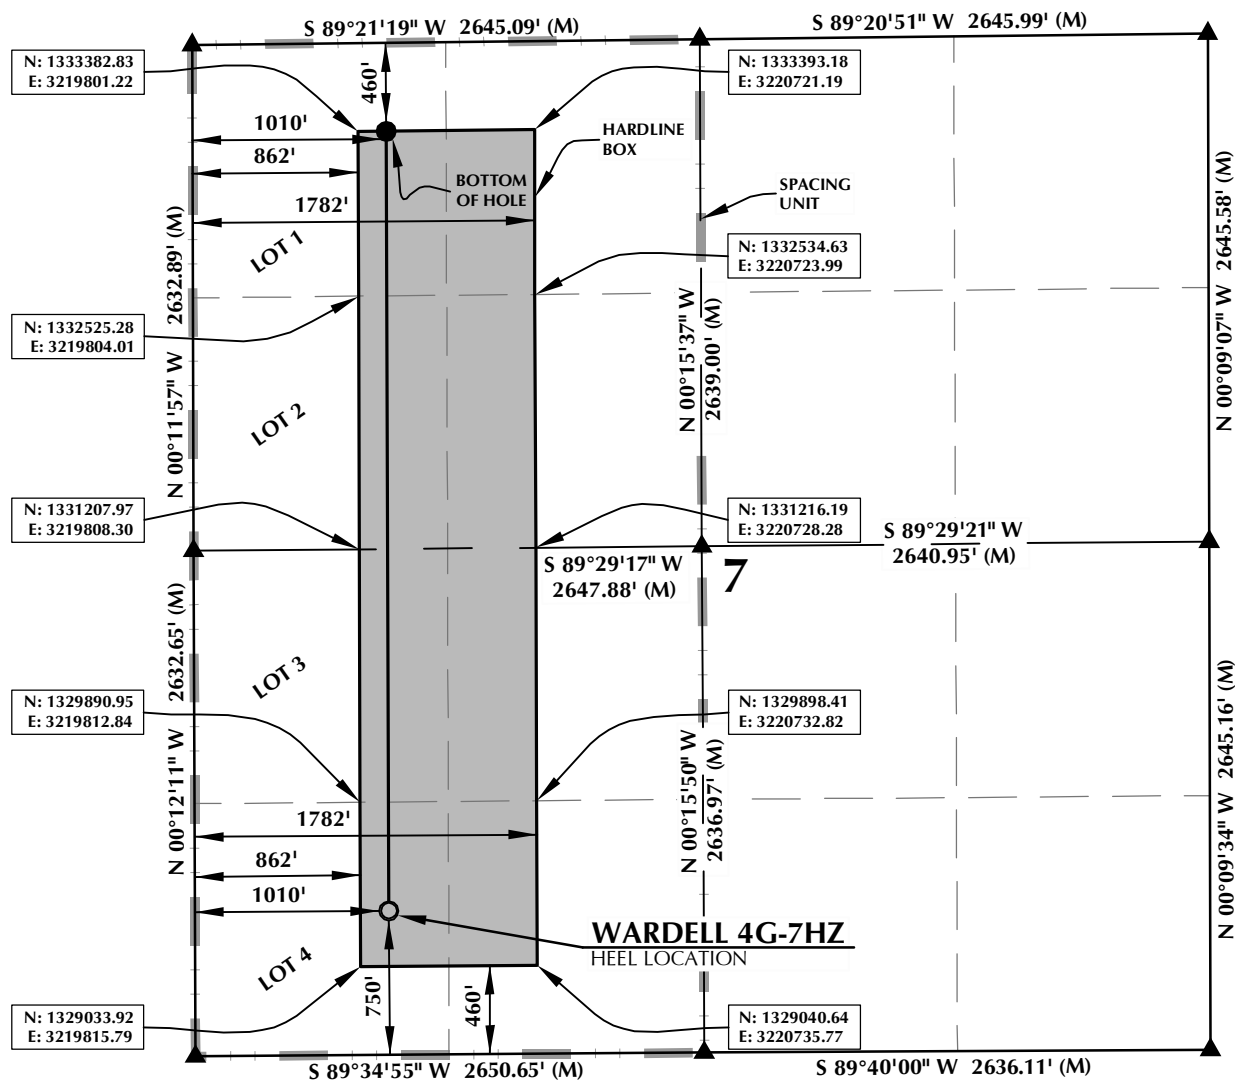 S 89°21'19" W 2645.09' (M)
S 89°20'51" W 2645.99' (M)
N: 1333382.83
E: 3219801.22
N: 1333393.18
E: 3220721.19
460'
1010'
862'
HARDLINE
BOX
BOTTOM
OF HOLE
SPACING
UNIT
1782'
LOT 1
N 00°11'57" W 2632.89' (M)
N: 1332534.63
E: 3220723.99
N: 1332525.28
E: 3219804.01
N 00°15'37" W
2639.00' (M)
N 00°09'07" W 2645.58' (M)
LOT 2
N: 1331207.97
E: 3219808.30
N: 1331216.19
E: 3220728.28
S 89°29'21" W
2640.95' (M)
S 89°29'17" W
2647.88' (M)
7
N 00°12'11" W 2632.65' (M)
LOT 3
N: 1329890.95
E: 3219812.84
N: 1329898.41
E: 3220732.82
N 00°15'50" W
2636.97' (M)
N 00°09'34" W 2645.16' (M)
1782'
862'
1010'
WARDELL 4G-7HZ
HEEL LOCATION
LOT 4
750'
460'
N: 1329033.92
E: 3219815.79
N: 1329040.64
E: 3220735.77
S 89°34'55" W 2650.65' (M)
S 89°40'00" W 2636.11' (M)